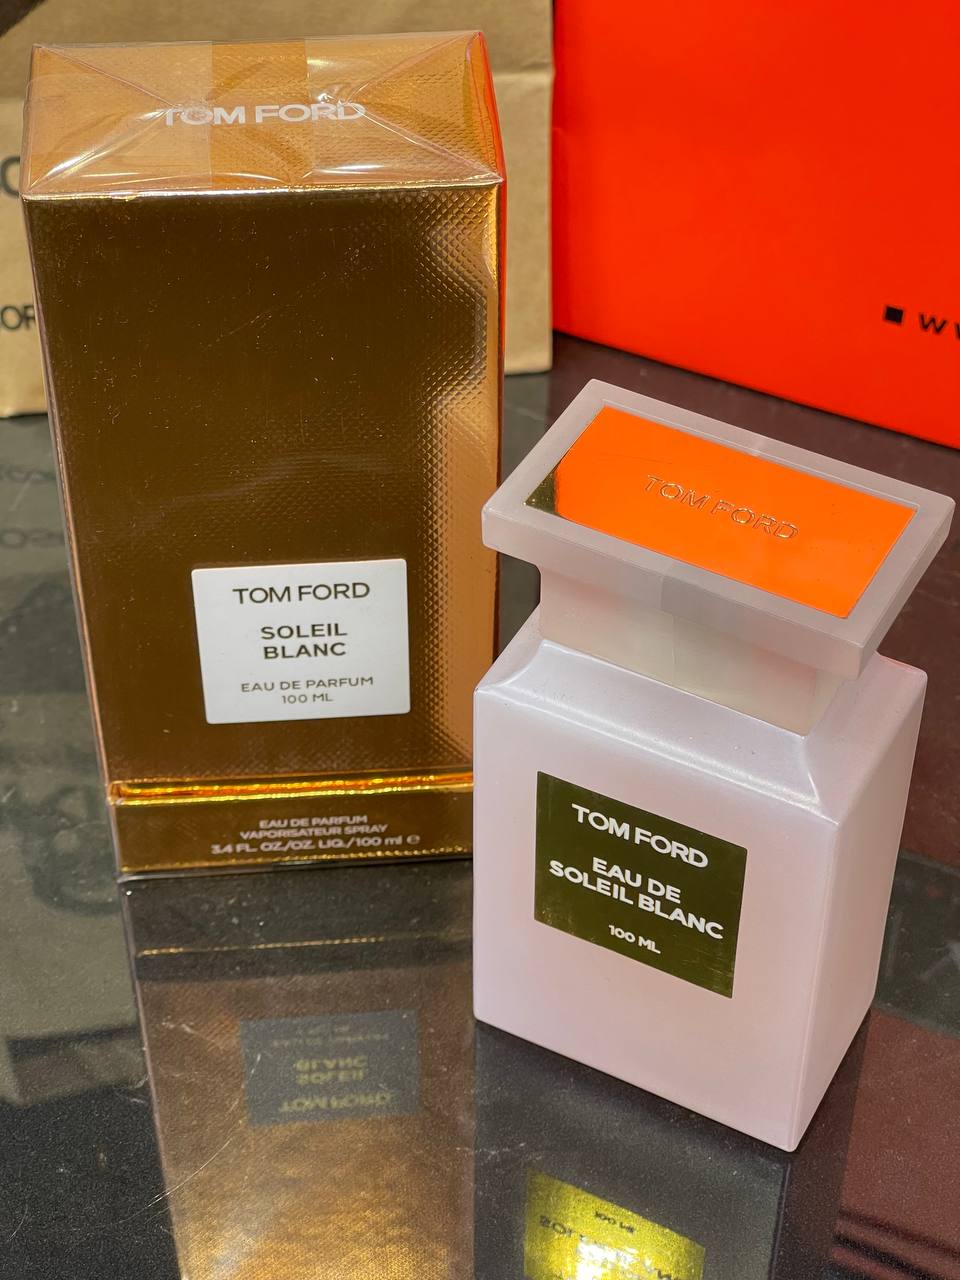 TOM FORD
TOM FORD
SOLEIL
BLANC
EAU DE PARFUM
100 ML
EAU DE PARFUM
VAPORISATEUR SPRAY
3.4 FL. OZ./OZ. LIQ./100 ml ℮
TOM FORD
TOM FORD
EAU DE
SOLEIL BLANC
100 ML